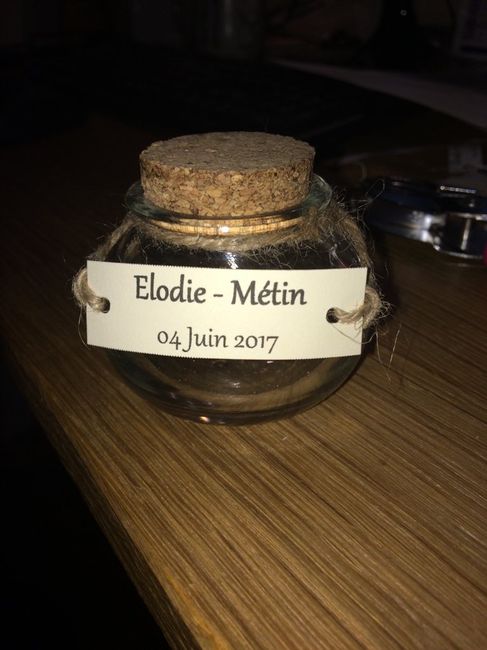 Elodie - Métin
04 Juin 2017